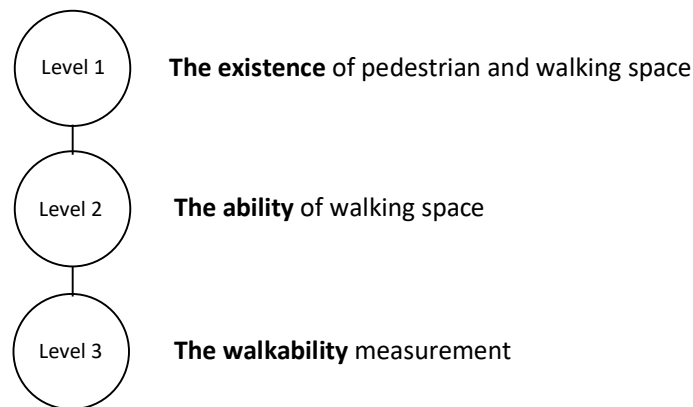 Level 1 The existence of pedestrian and walking space
Level 2 The ability of walking space
Level 3 The walkability measurement